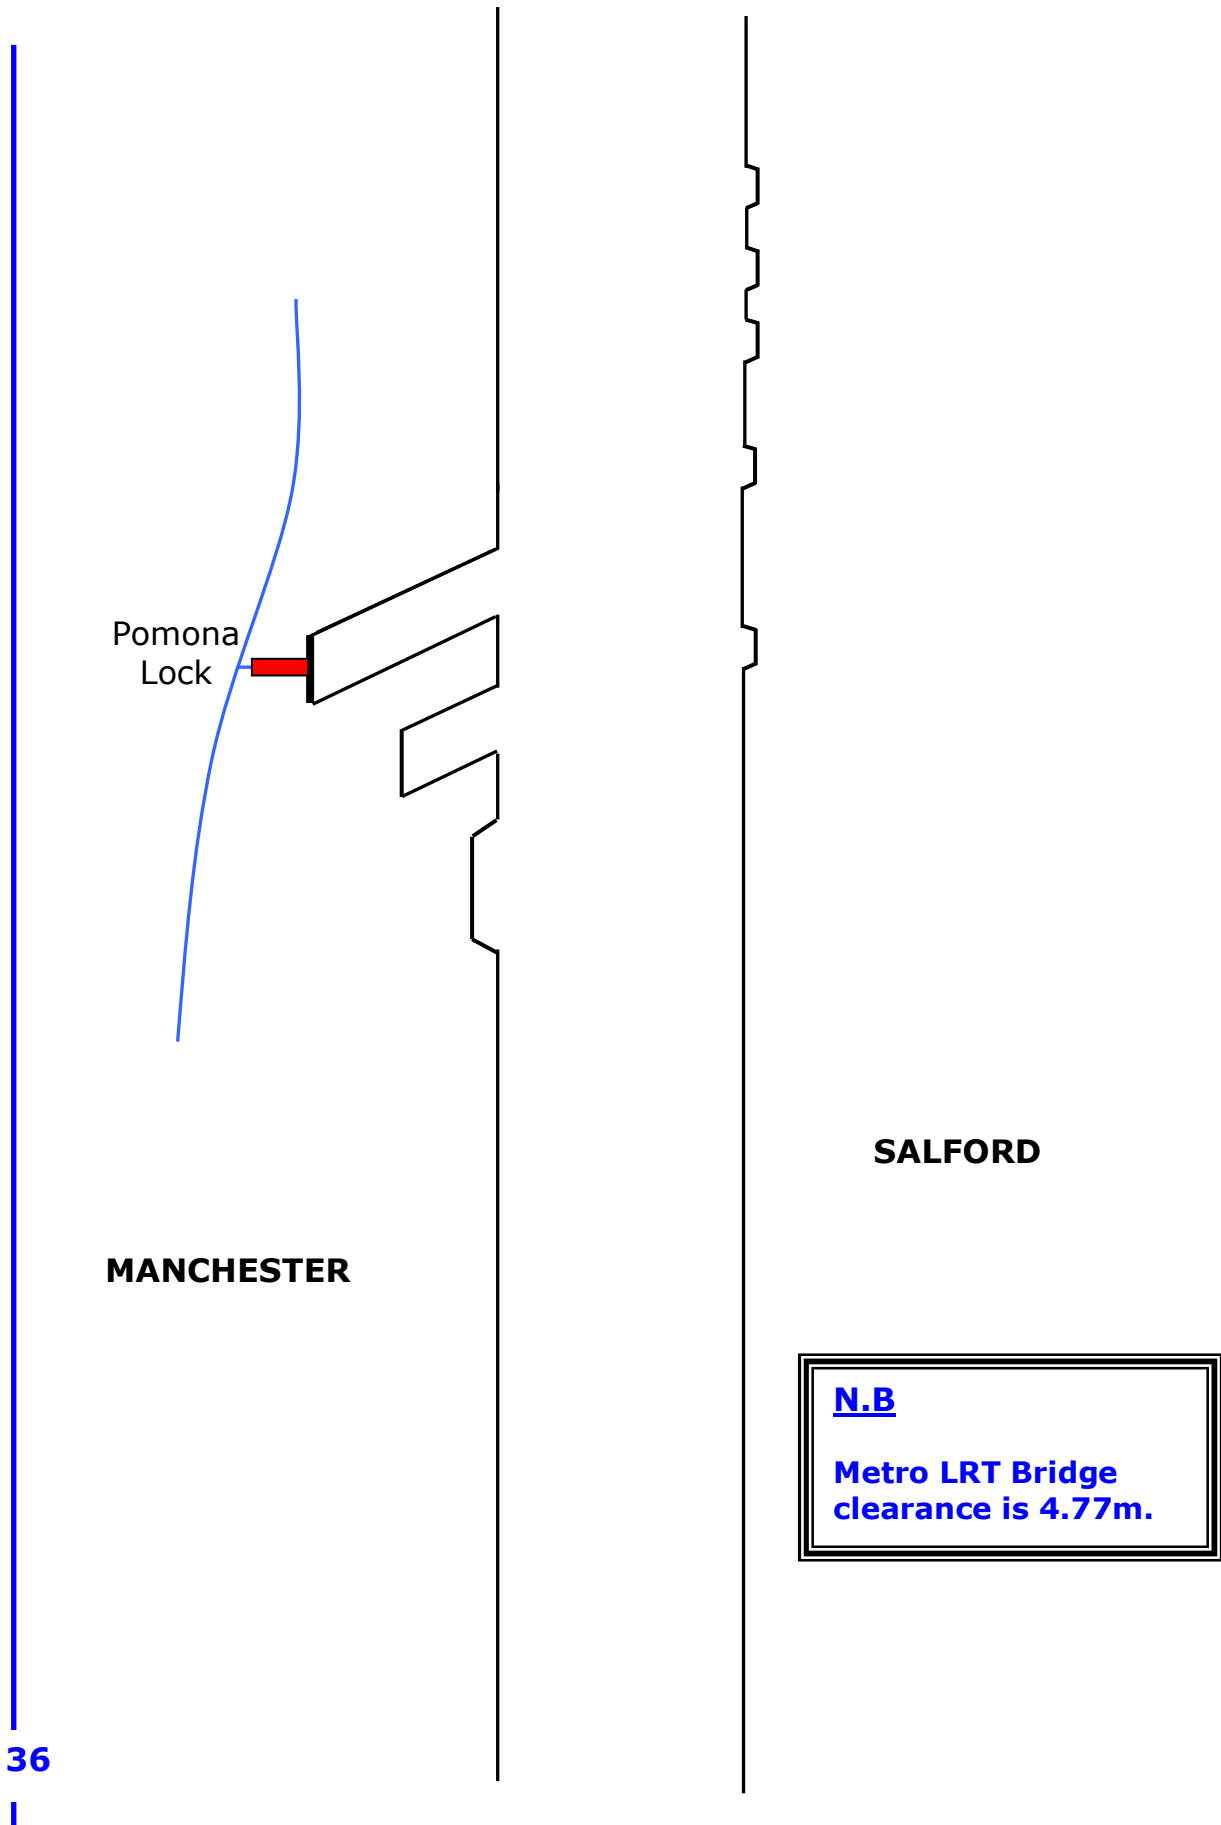 Pomona
Lock
SALFORD
MANCHESTER
N.B
Metro LRT Bridge
clearance is 4.77m.
36